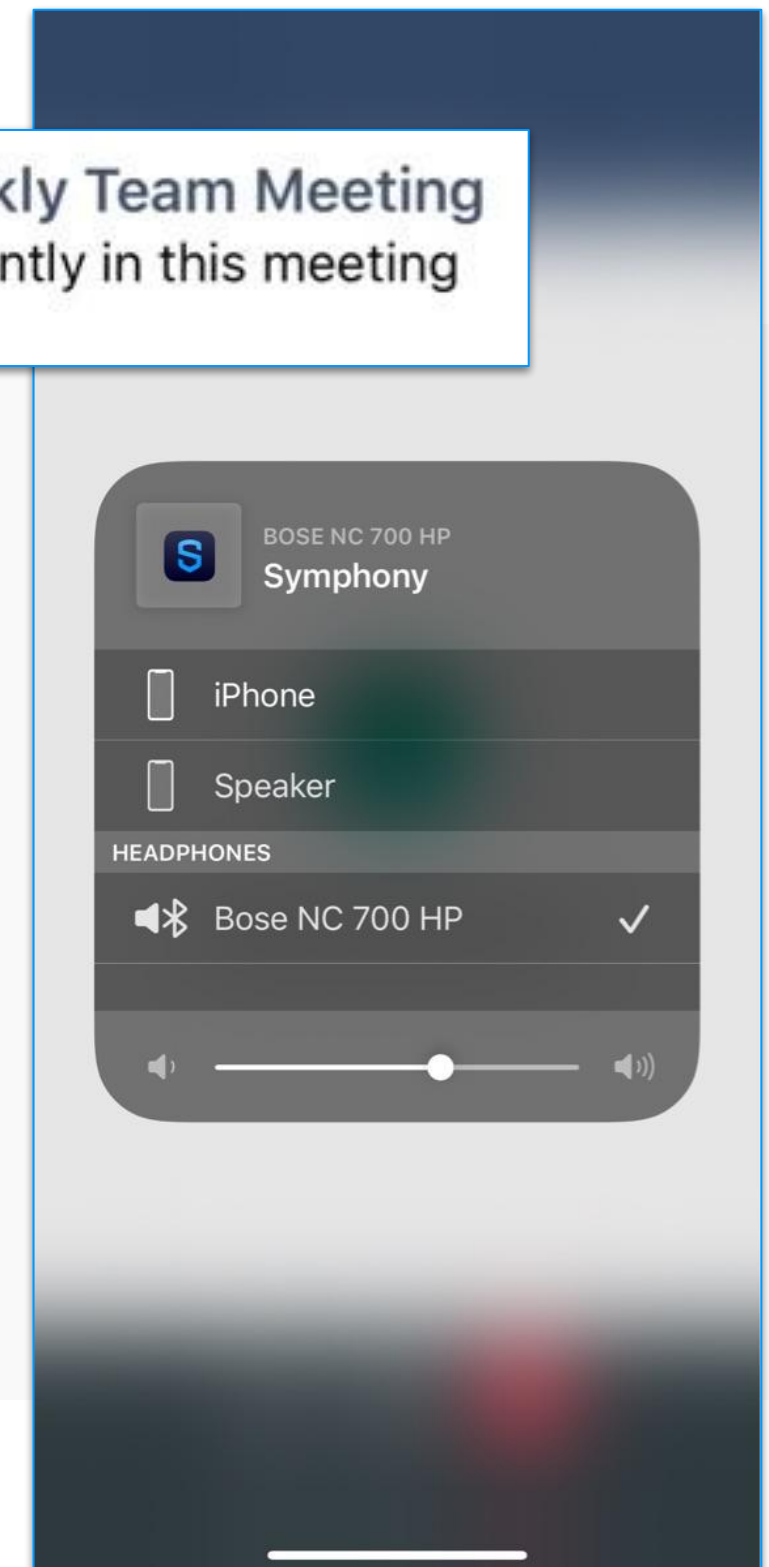 kly Team Meeting
ntly in this meeting
S
BOSE NC 700 HP
Symphony
iPhone
Speaker
HEADPHONES
Bose NC 700 HP